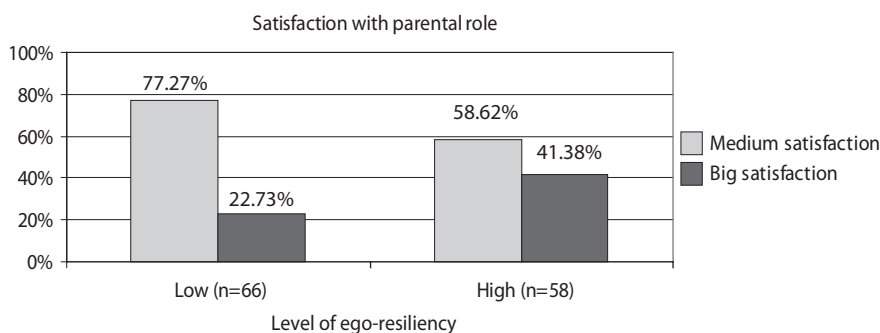 Satisfaction with parental role
100%
80%
60%
40%
20%
0%
77.27%
22.73%
58.62%
41.38%
Low (n=66)
High (n=58)
Level of ego-resiliency
Medium satisfaction
Big satisfaction